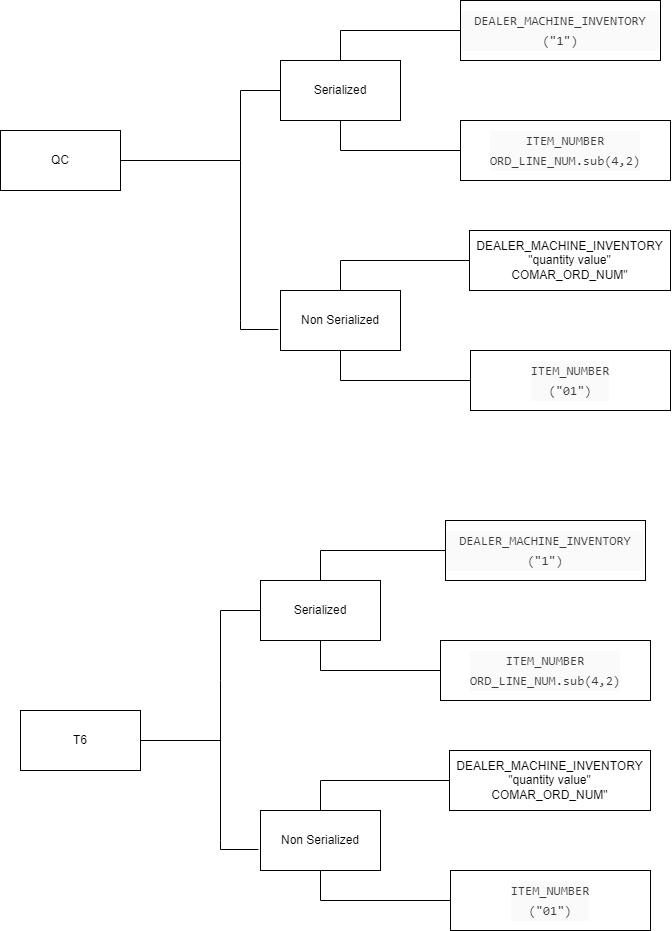 DEALER_MACHINE_INVENTORY
("1")
Serialized
QC
ITEM_NUMBER
ORD_LINE_NUM.sub(4,2)
DEALER_MACHINE_INVENTORY
"quantity value"
COMAR_ORD_NUM"
Non Serialized
ITEM_NUMBER
("01")
DEALER_MACHINE_INVENTORY
("1")
Serialized
ITEM_NUMBER
ORD_LINE_NUM.sub(4,2)
T6
DEALER_MACHINE_INVENTORY
"quantity value"
COMAR_ORD_NUM"
Non Serialized
ITEM_NUMBER
("01")